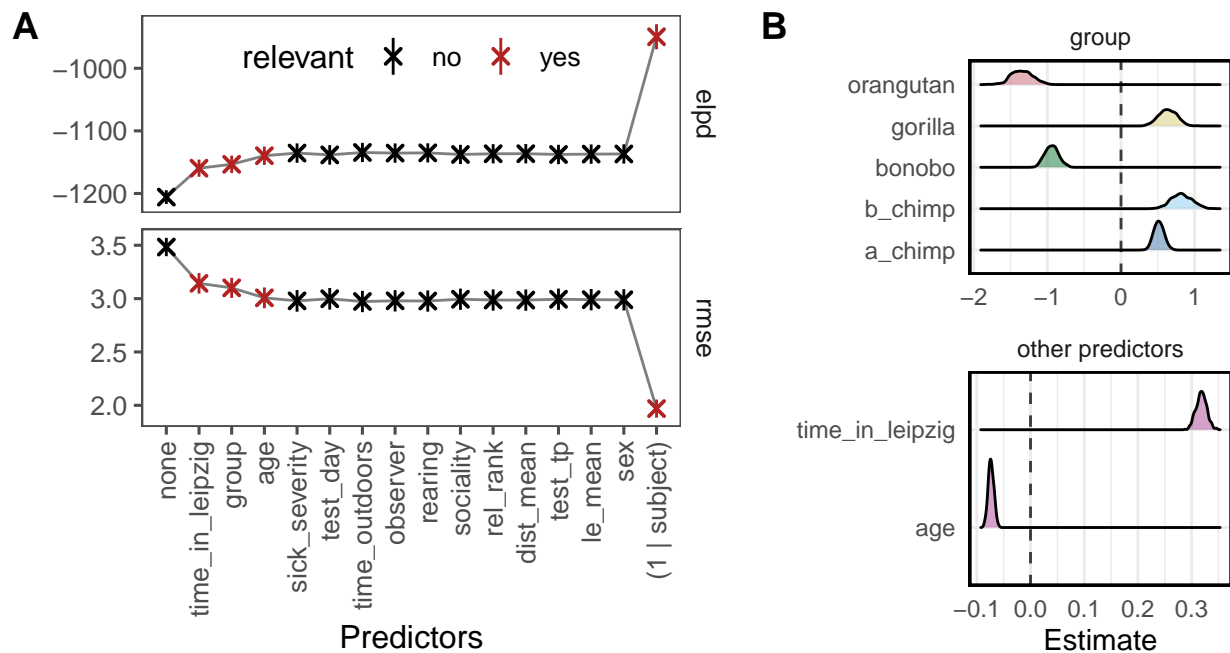 A
relevant no yes
−1000
−1100
−1200
elpd
3.5
3.0
2.5
2.0
rmse
none
time_in_leipzig
group
age
sick_severity
test_day
time_outdoors
observer
rearing
sociality
rel_rank
dist_mean
test_tp
le_mean
sex
(1 | subject)
Predictors
B
group
orangutan
gorilla
bonobo
b_chimp
a_chimp
−2 −1 0 1
other predictors
time_in_leipzig
age
−0.1 0.0 0.1 0.2 0.3
Estimate